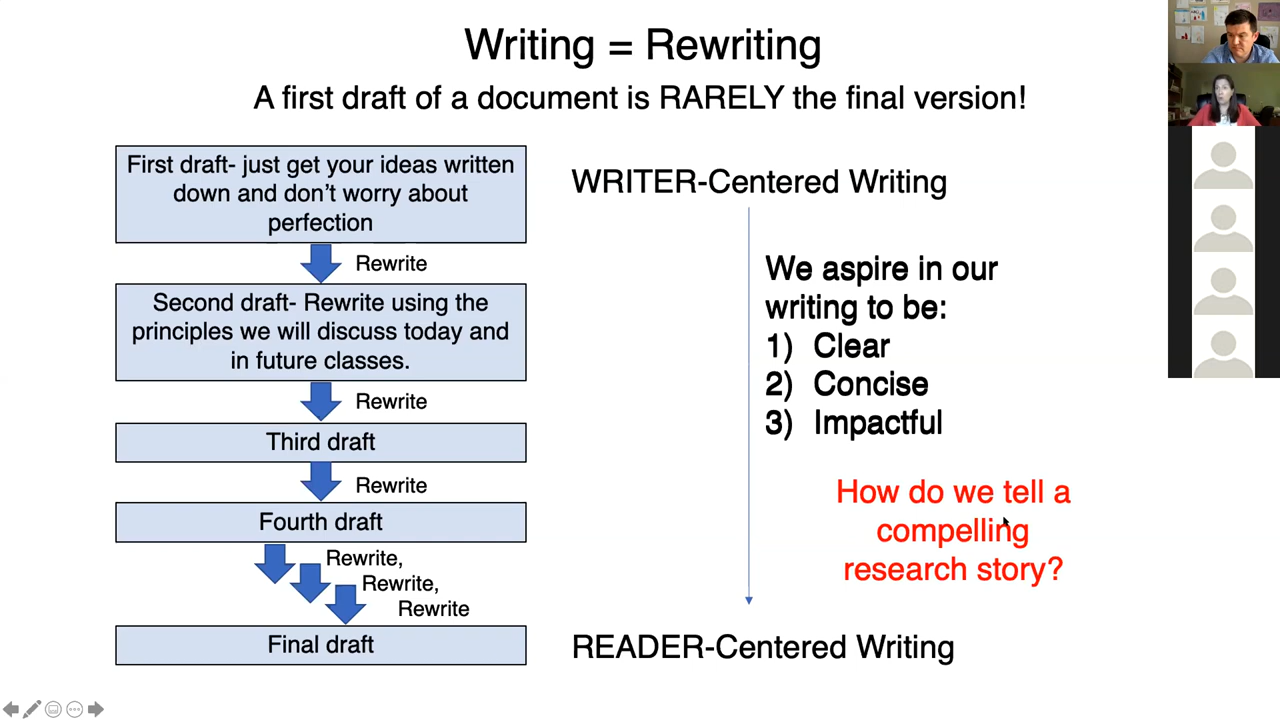 Writing = Rewriting
A first draft of a document is RARELY the final version!
First draft- just get your ideas written
down and don't worry about
perfection
Rewrite
Second draft- Rewrite using the
principles we will discuss today and
in future classes.
Rewrite
Third draft
Rewrite
Fourth draft
Rewrite,
Rewrite,
Rewrite
Final draft
WRITER-Centered Writing
We aspire in our
writing to be:
1) Clear
2) Concise
3) Impactful
How do we tell a
compelling
research story?
READER-Centered Writing